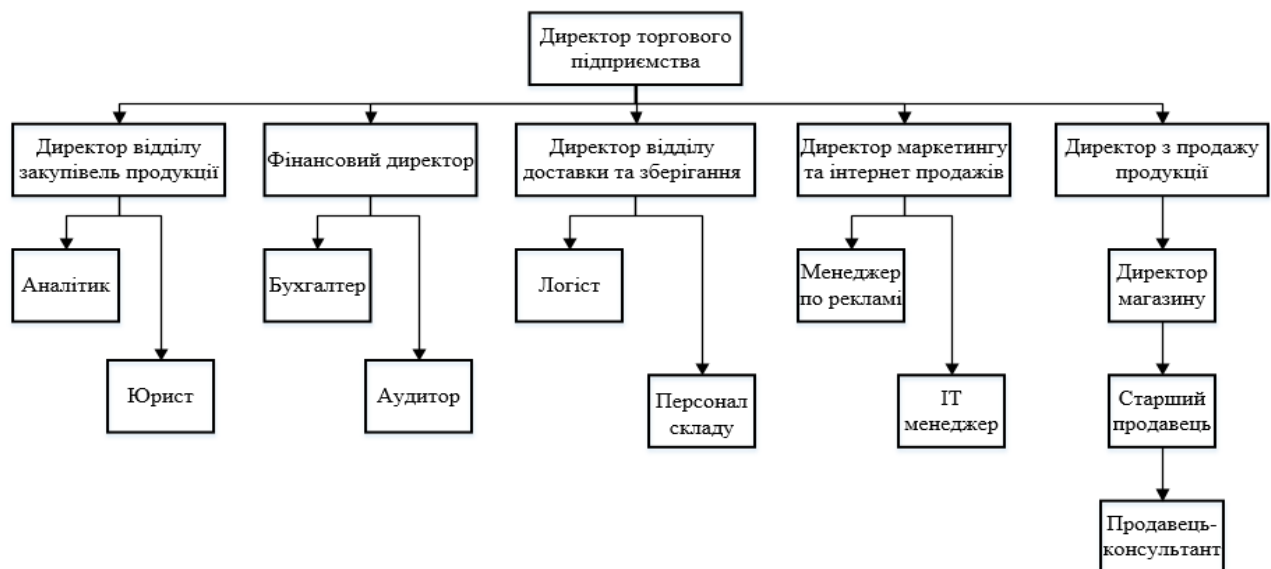 Директор торгового
підприємства
Директор відділу
закупівель продукції
Фінансовий директор
Директор відділу
доставки та зберігання
Директор маркетингу
та інтернет продажів
Директор з продажу
продукції
Аналітик
Бухгалтер
Логіст
Менеджер
по рекламі
Директор
магазину
Юрист
Аудитор
Персонал
складу
ІТ
менеджер
Старший
продавець
Продавець-
консультант